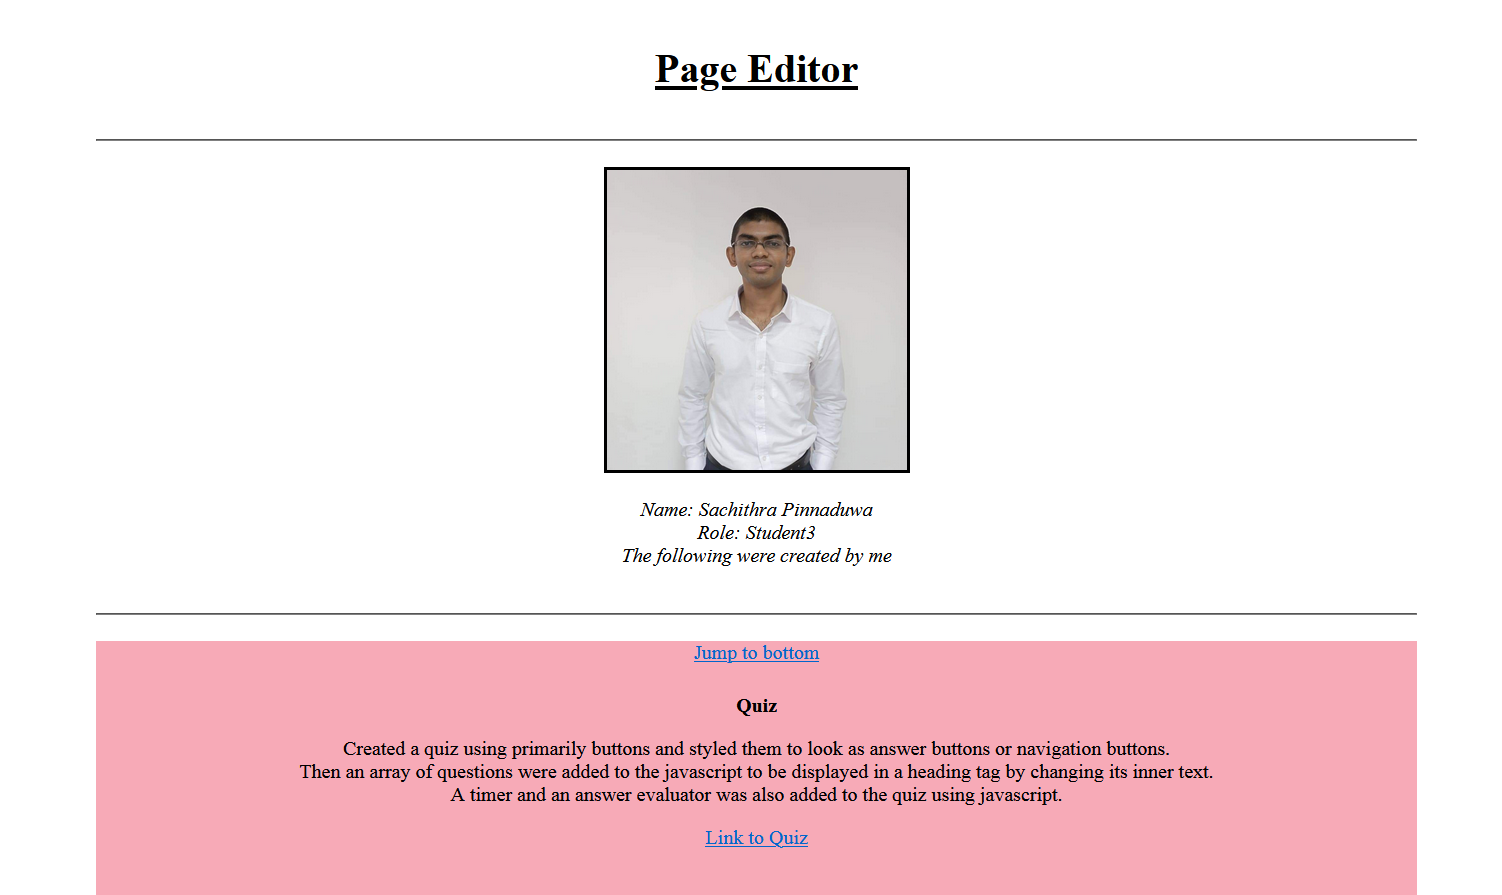 Page Editor
Name: Sachithra Pinnaduwa
Role: Student3
The following were created by me
Jump to bottom
Quiz
Created a quiz using primarily buttons and styled them to look as answer buttons or navigation buttons.
Then an array of questions were added to the javascript to be displayed in a heading tag by changing its inner text.
A timer and an answer evaluator was also added to the quiz using javascript.
Link to Quiz